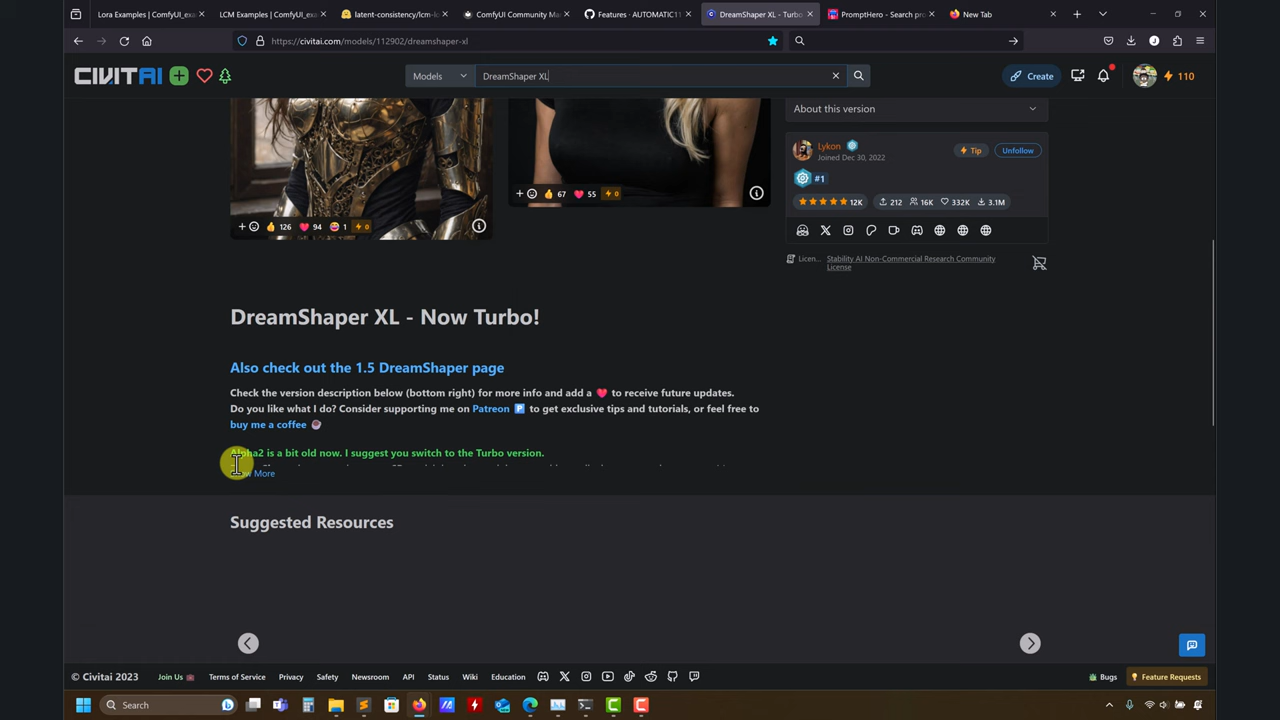 Lora Examples | ComfyUI_exa
LCM Examples | ComfyUI_exa
latent-consistency/lcm-lo
ComfyUI Community Ma
Features · AUTOMATIC11
DreamShaper XL - Turbo
PromptHero - Search pro
New Tab
https://civitai.com/models/112902/dreamshaper-xl
CIVITAI
Models
DreamShaper XL
Create
110
About this version
Lykon
Joined Dec 30, 2022
Tip
Unfollow
#1
12K
212
16K
332K
3.1M
67
55
0
126
94
1
0
Licen...
Stability AI Non-Commercial Research Community
License
DreamShaper XL - Now Turbo!
Also check out the 1.5 DreamShaper page
Check the version description below (bottom right) for more info and add a ❤️ to receive future updates.
Do you like what I do? Consider supporting me on Patreon 🅿️ to get exclusive tips and tutorials, or feel free to
buy me a coffee ☕
Alpha2 is a bit old now. I suggest you switch to the Turbo version.
Show More
Suggested Resources
© Civitai 2023
Join Us
Terms of Service
Privacy
Safety
Newsroom
API
Status
Wiki
Education
Bugs
Feature Requests
Search